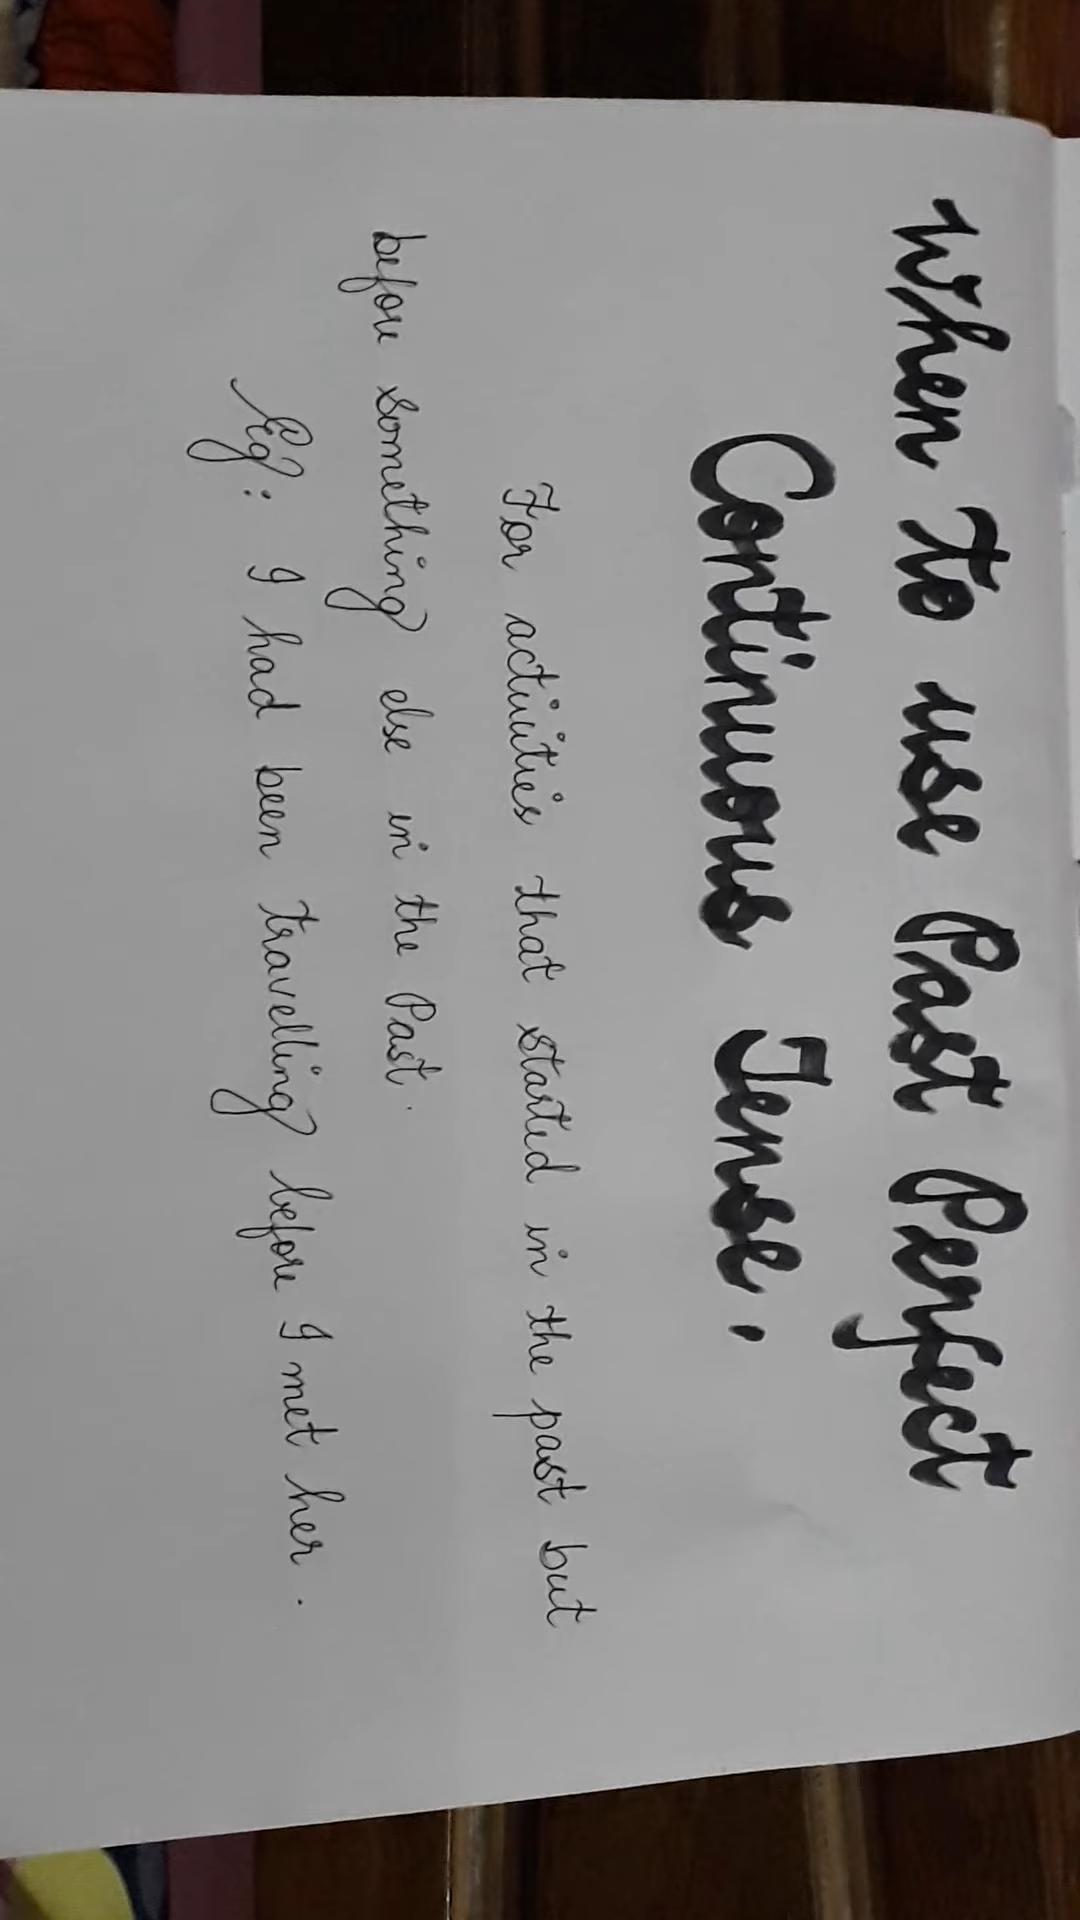 When To use Past Perfect
Continuous Tense.
For activities that started in the past but
before something else in the Past.
Eg: I had been travelling before I met her.